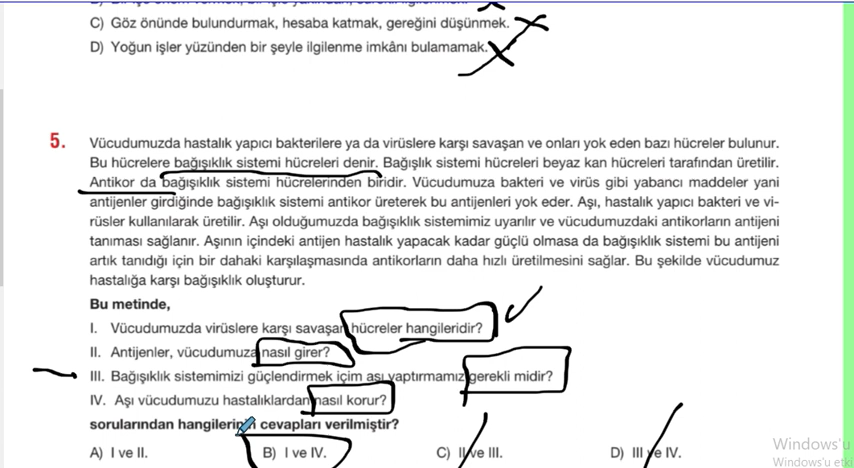 C) Göz önünde bulundurmak, hesaba katmak, gereğini düşünmek.
D) Yoğun işler yüzünden bir şeyle ilgilenme imkânı bulamamak.
5. Vücudumuzda hastalık yapıcı bakterilere ya da virüslere karşı savaşan ve onları yok eden bazı hücreler bulunur.
Bu hücrelere bağışıklık sistemi hücreleri denir. Bağışlık sistemi hücreleri beyaz kan hücreleri tarafından üretilir.
Antikor da bağışıklık sistemi hücrelerinden biridir. Vücudumuza bakteri ve virüs gibi yabancı maddeler yani
antijenler girdiğinde bağışıklık sistemi antikor üreterek bu antijenleri yok eder. Aşı, hastalık yapıcı bakteri ve vi-
rüsler kullanılarak üretilir. Aşı olduğumuzda bağışıklık sistemimiz uyarılır ve vücudumuzdaki antikorların antijeni
tanıması sağlanır. Aşının içindeki antijen hastalık yapacak kadar güçlü olmasa da bağışıklık sistemi bu antijeni
artık tanıdığı için bir dahaki karşılaşmasında antikorların daha hızlı üretilmesini sağlar. Bu şekilde vücudumuz
hastalığa karşı bağışıklık oluşturur.
Bu metinde,
I. Vücudumuzda virüslere karşı savaşan hücreler hangileridir?
II. Antijenler, vücudumuza nasıl girer?
III. Bağışıklık sistemimizi güçlendirmek içim aşı yaptırmamız gerekli midir?
IV. Aşı vücudumuzu hastalıklardan nasıl korur?
sorularından hangilerinin cevapları verilmiştir?
A) I ve II. B) I ve IV. C) II ve III. D) III ve IV.
Windows'u
Windows'u etki